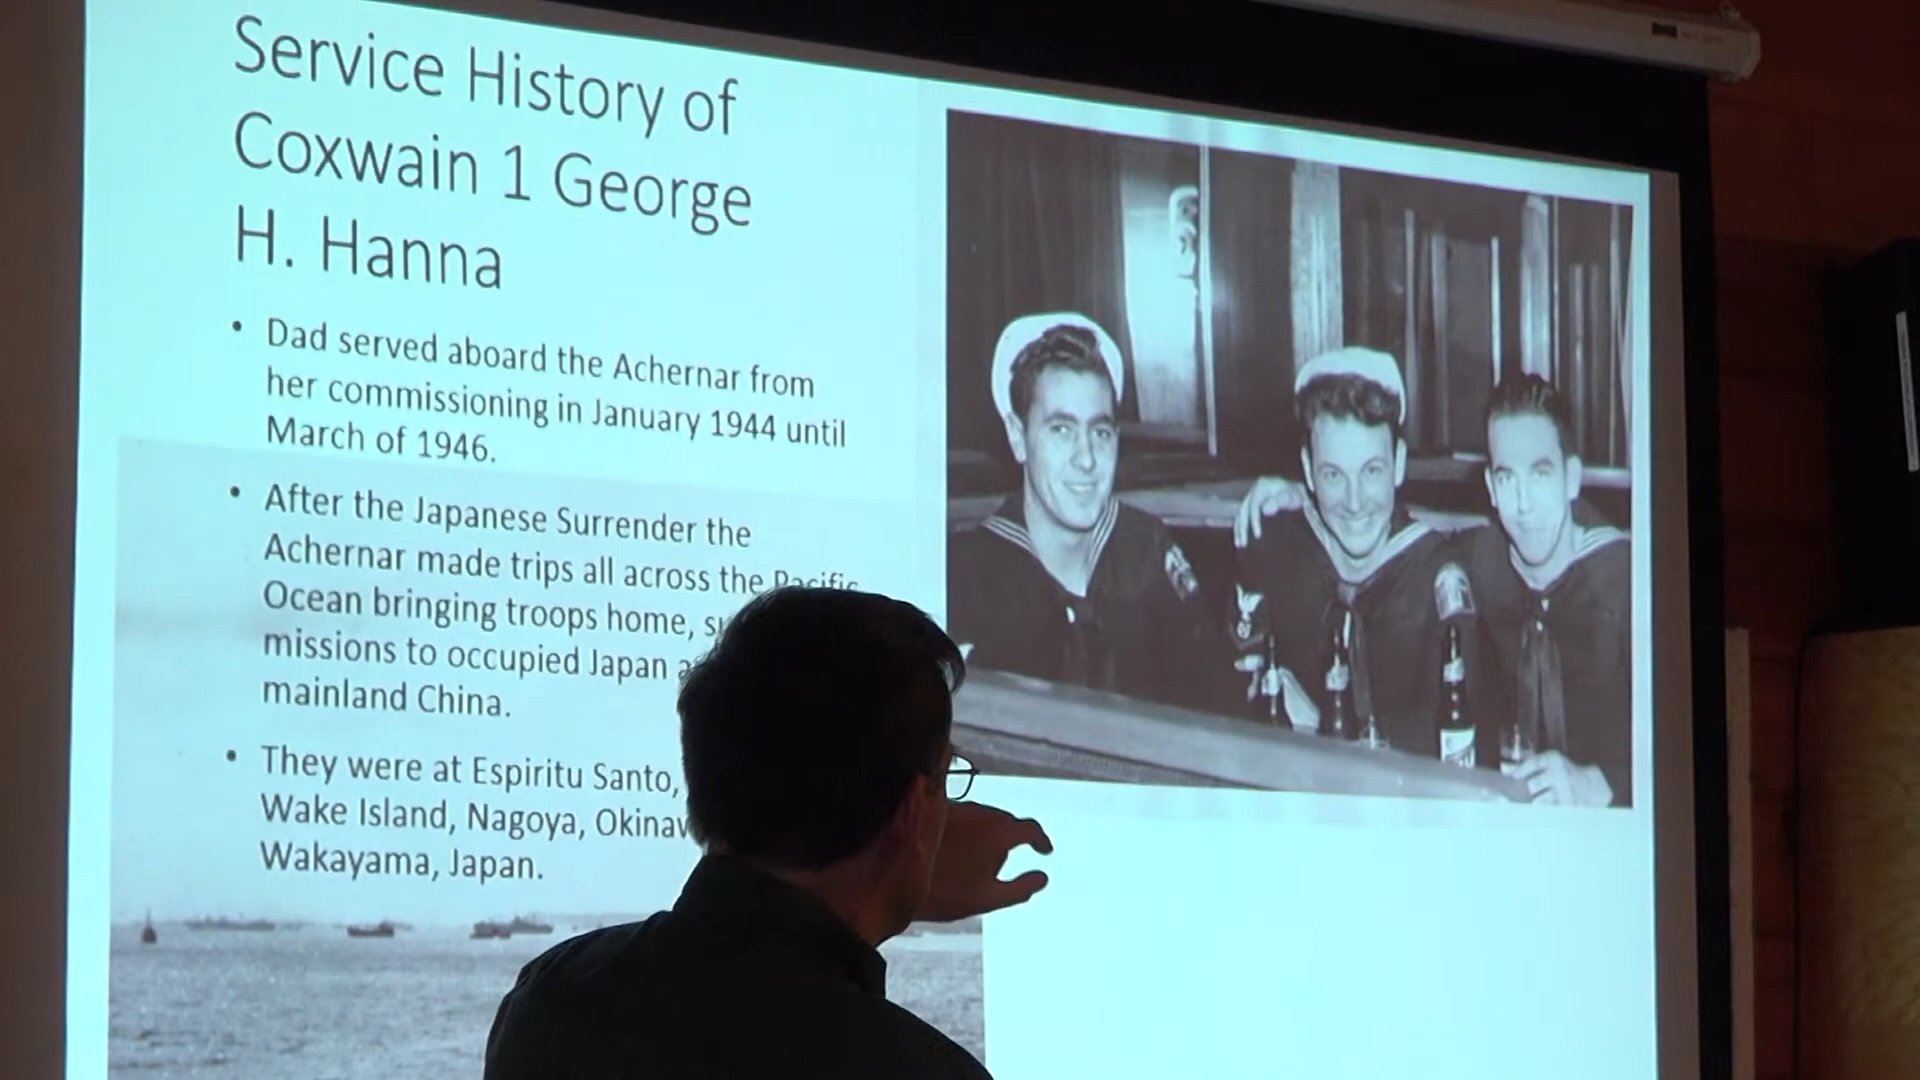 Service History of
Coxwain 1 George
H. Hanna
• Dad served aboard the Achernar from
her commissioning in January 1944 until
March of 1946.
• After the Japanese Surrender the
Achernar made trips all across the Pacific
Ocean bringing troops home,
missions to occupied Japan
mainland China.
• They were at Espiritu Santo,
Wake Island, Nagoya,
Wakayama, Japan.